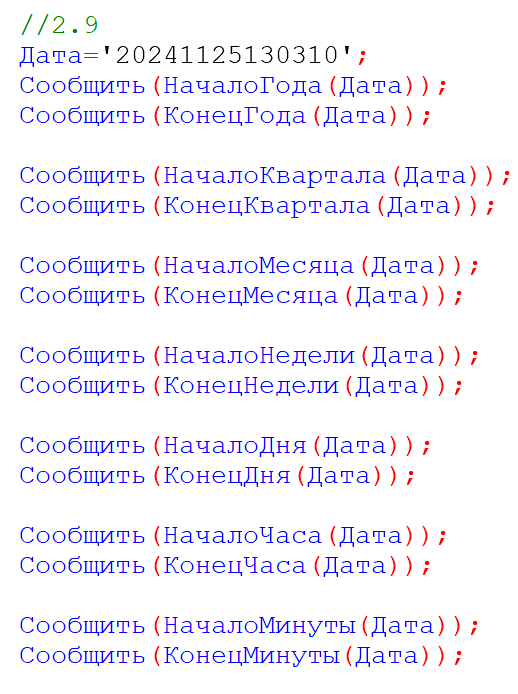 //2.9
Дата='20241125130310';
Сообщить(НачалоГода(Дата));
Сообщить(КонецГода(Дата));
Сообщить(НачалоКвартала(Дата));
Сообщить(КонецКвартала(Дата));
Сообщить(НачалоМесяца(Дата));
Сообщить(КонецМесяца(Дата));
Сообщить(НачалоНедели(Дата));
Сообщить(КонецНедели(Дата));
Сообщить(НачалоДня(Дата));
Сообщить(КонецДня(Дата));
Сообщить(НачалоЧаса(Дата));
Сообщить(КонецЧаса(Дата));
Сообщить(НачалоМинуты(Дата));
Сообщить(КонецМинуты(Дата));